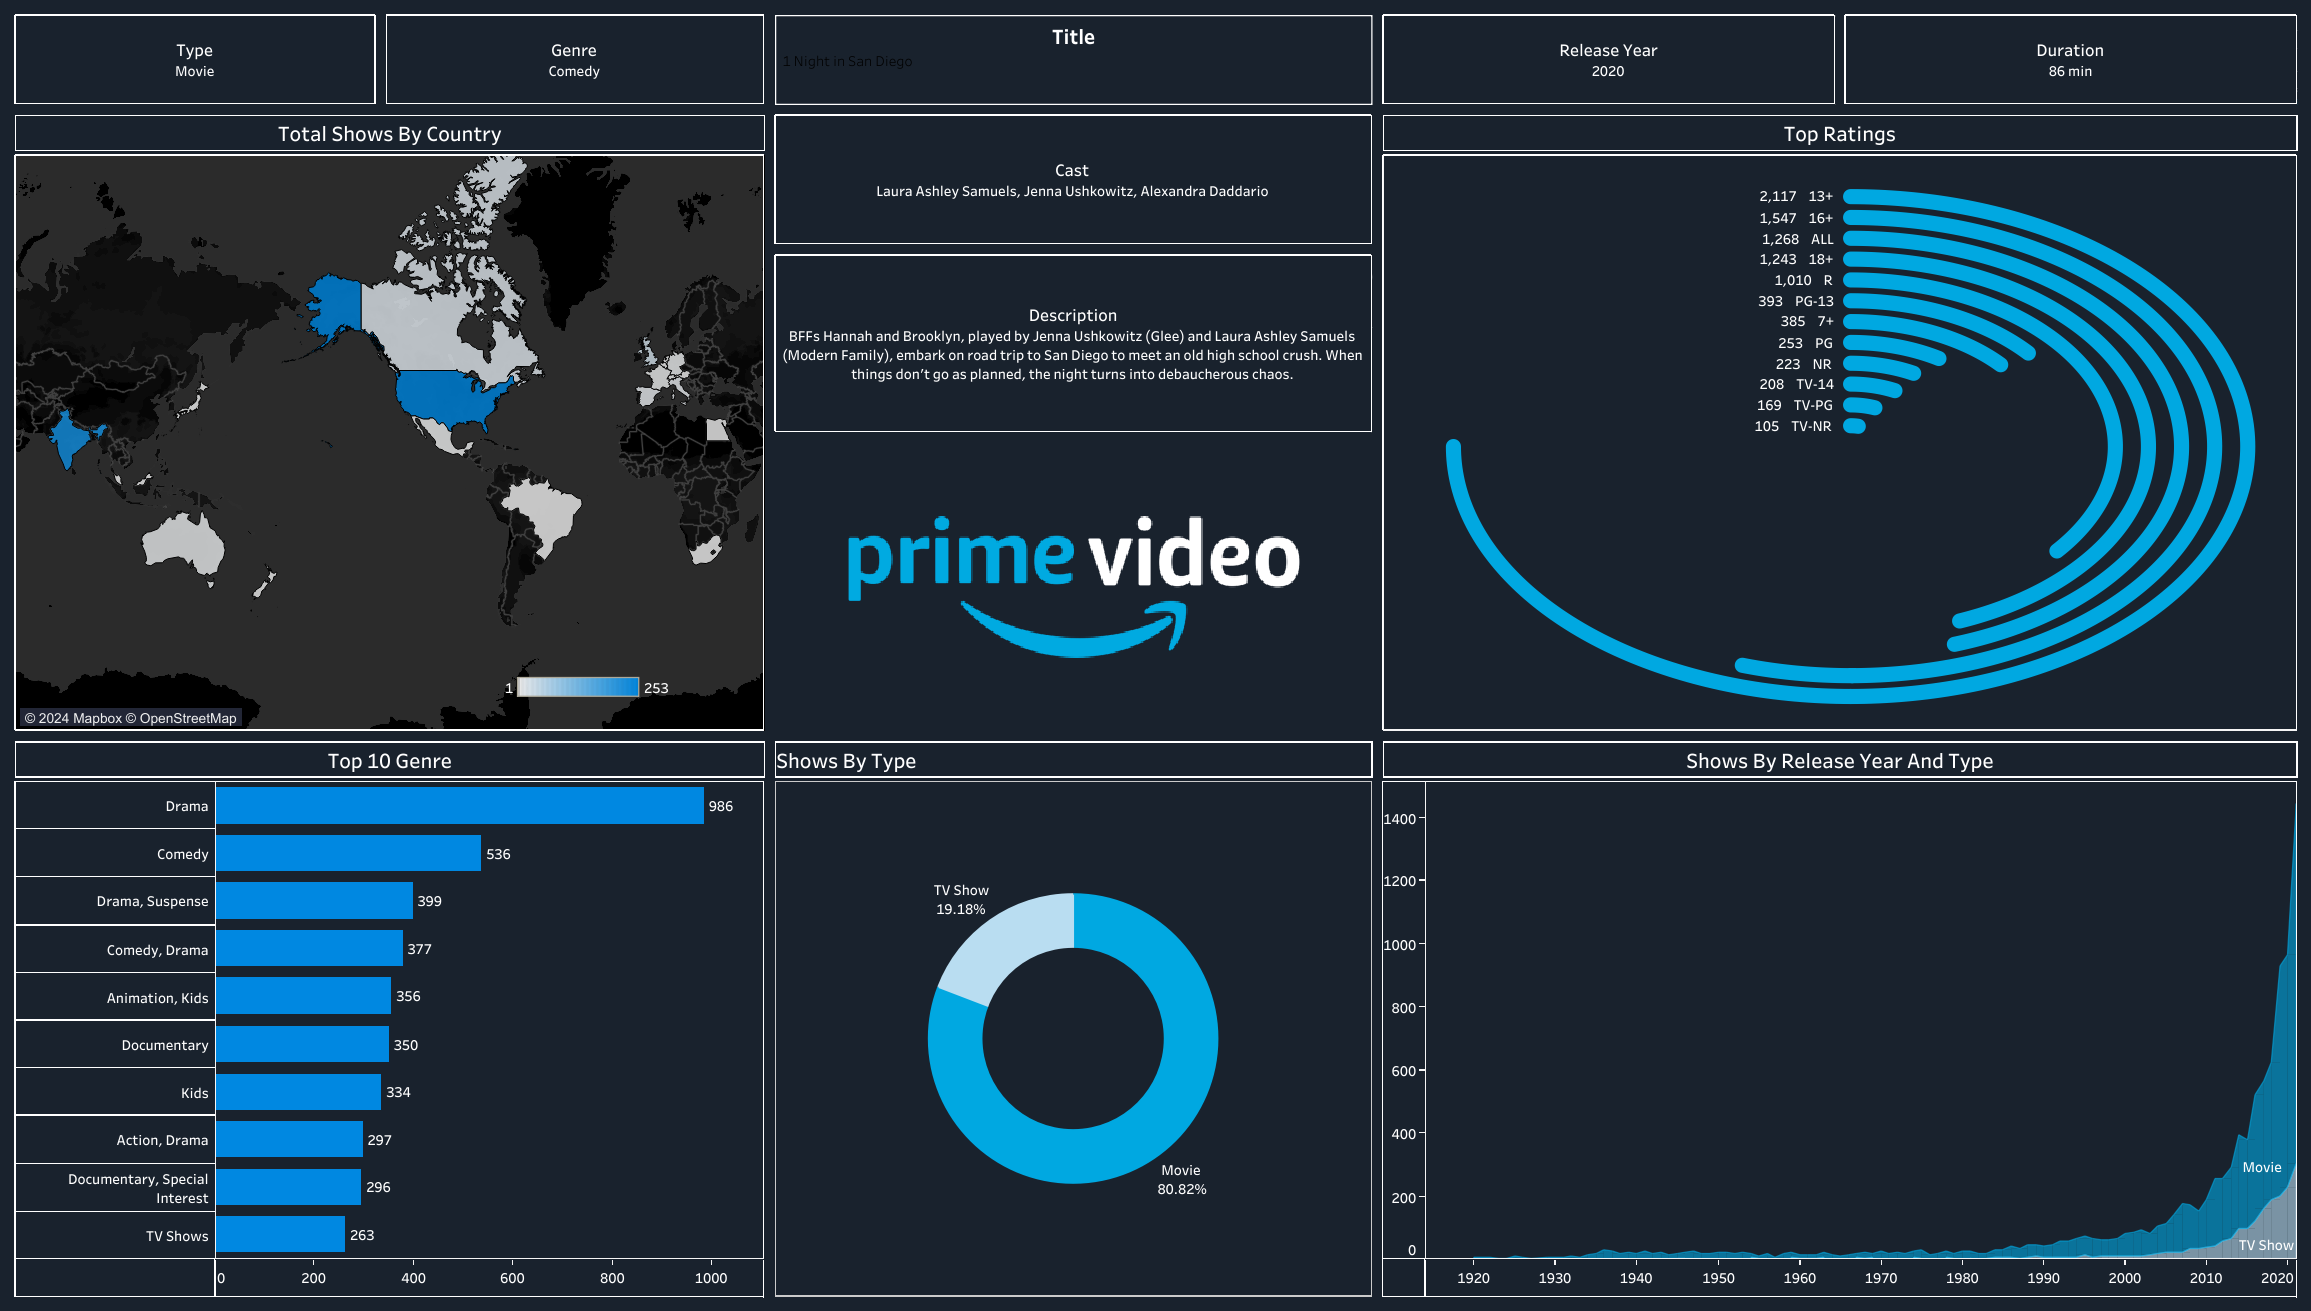 Type
Movie
Genre
Comedy
Title
1 Night in San Diego
Release Year
2020
Duration
86 min
Total Shows By Country
1
253
© 2024 Mapbox © OpenStreetMap
Cast
Laura Ashley Samuels, Jenna Ushkowitz, Alexandra Daddario
Description
BFFs Hannah and Brooklyn, played by Jenna Ushkowitz (Glee) and Laura Ashley Samuels
(Modern Family), embark on road trip to San Diego to meet an old high school crush. When
things don’t go as planned, the night turns into debaucherous chaos.
prime video
Top Ratings
2,117 13+
1,547 16+
1,268 ALL
1,243 18+
1,010 R
393 PG-13
385 7+
253 PG
223 NR
208 TV-14
169 TV-PG
105 TV-NR
Top 10 Genre
Drama 986
Comedy 536
Drama, Suspense 399
Comedy, Drama 377
Animation, Kids 356
Documentary 350
Kids 334
Action, Drama 297
Documentary, Special
Interest 296
TV Shows 263
0 200 400 600 800 1000
Shows By Type
TV Show
19.18%
Movie
80.82%
Shows By Release Year And Type
1400
1200
1000
800
600
400
200
0
Movie
TV Show
1920 1930 1940 1950 1960 1970 1980 1990 2000 2010 2020